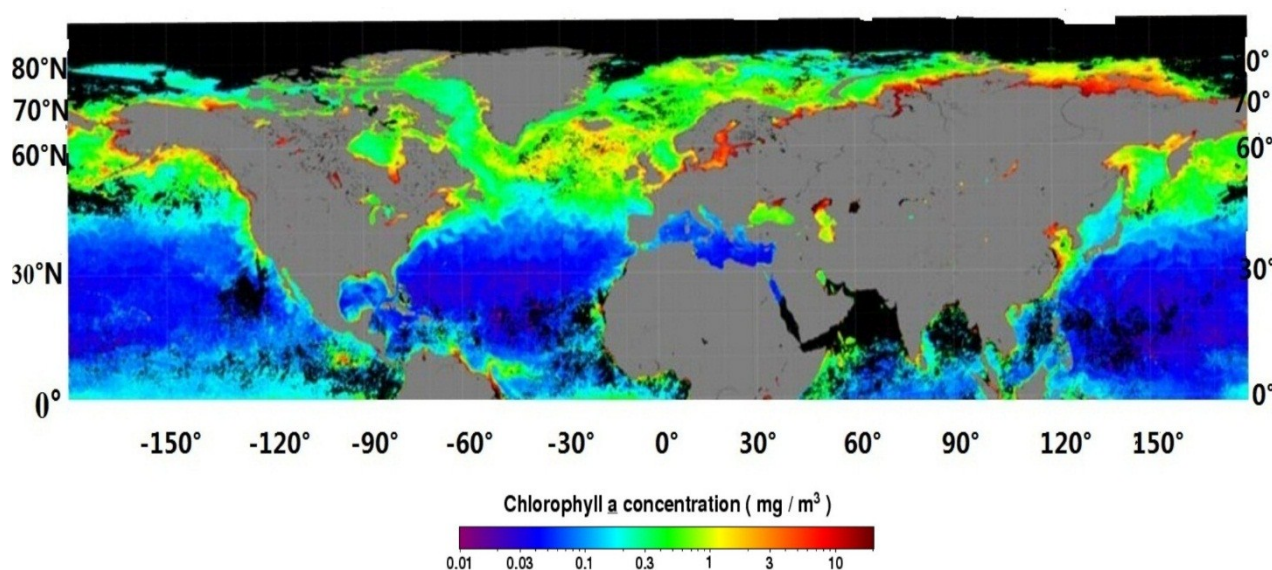 80°N 0°
70°N 70°
60°N 60°
30°N 30°
0° 0°
-150° -120° -90° -60° -30° 0° 30° 60° 90° 120° 150°
Chlorophyll a concentration ( mg / m³ )
0.01 0.03 0.1 0.3 1 3 10